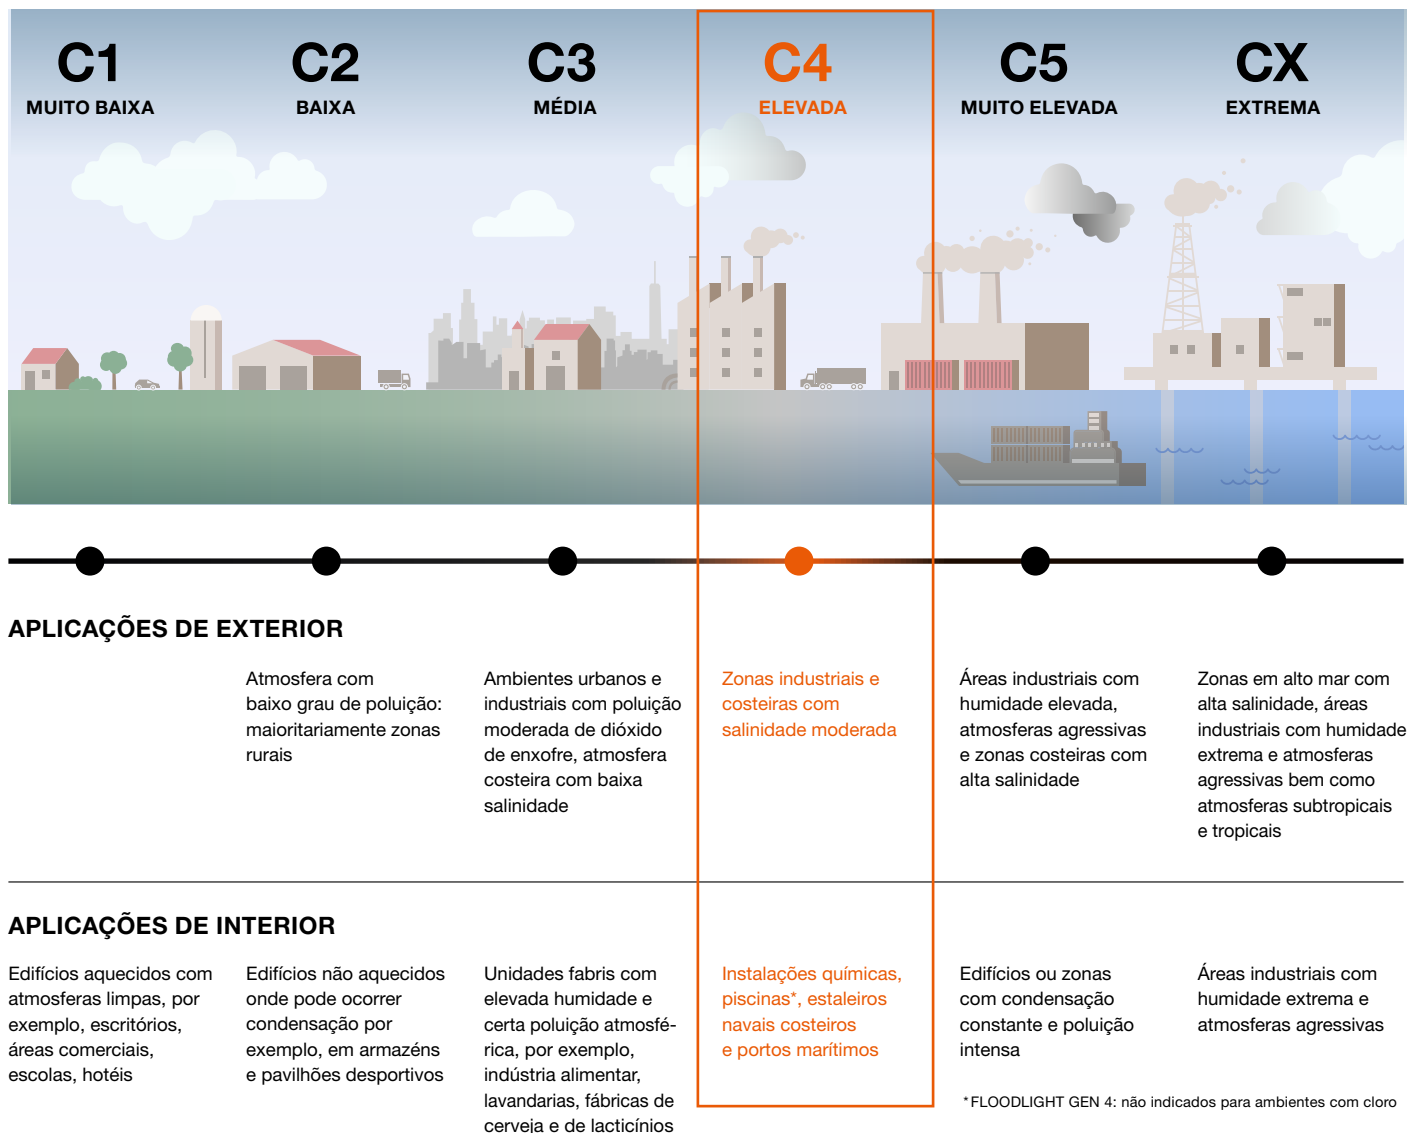 C1
MUITO BAIXA
C2
BAIXA
C3
MÉDIA
C4
ELEVADA
C5
MUITO ELEVADA
CX
EXTREMA
APLICAÇÕES DE EXTERIOR
Atmosfera com
baixo grau de poluição:
maioritariamente zonas
rurais
Ambientes urbanos e
industriais com poluição
moderada de dióxido
de enxofre, atmosfera
costeira com baixa
salinidade
Zonas industriais e
costeiras com
salinidade moderada
Áreas industriais com
humidade elevada,
atmosferas agressivas
e zonas costeiras com
alta salinidade
Zonas em alto mar com
alta salinidade, áreas
industriais com humidade
extrema e atmosferas
agressivas bem como
atmosferas subtropicais
e tropicais
APLICAÇÕES DE INTERIOR
Edifícios aquecidos com
atmosferas limpas, por
exemplo, escritórios,
áreas comerciais,
escolas, hotéis
Edifícios não aquecidos
onde pode ocorrer
condensação por
exemplo, em armazéns
e pavilhões desportivos
Unidades fabris com
elevada humidade e
certa poluição atmosfé-
rica, por exemplo,
indústria alimentar,
lavandarias, fábricas de
cerveja e de lacticínios
Instalações químicas,
piscinas*, estaleiros
navais costeiros
e portos marítimos
Edifícios ou zonas
com condensação
constante e poluição
intensa
Áreas industriais com
humidade extrema e
atmosferas agressivas
*FLOODLIGHT GEN 4: não indicados para ambientes com cloro